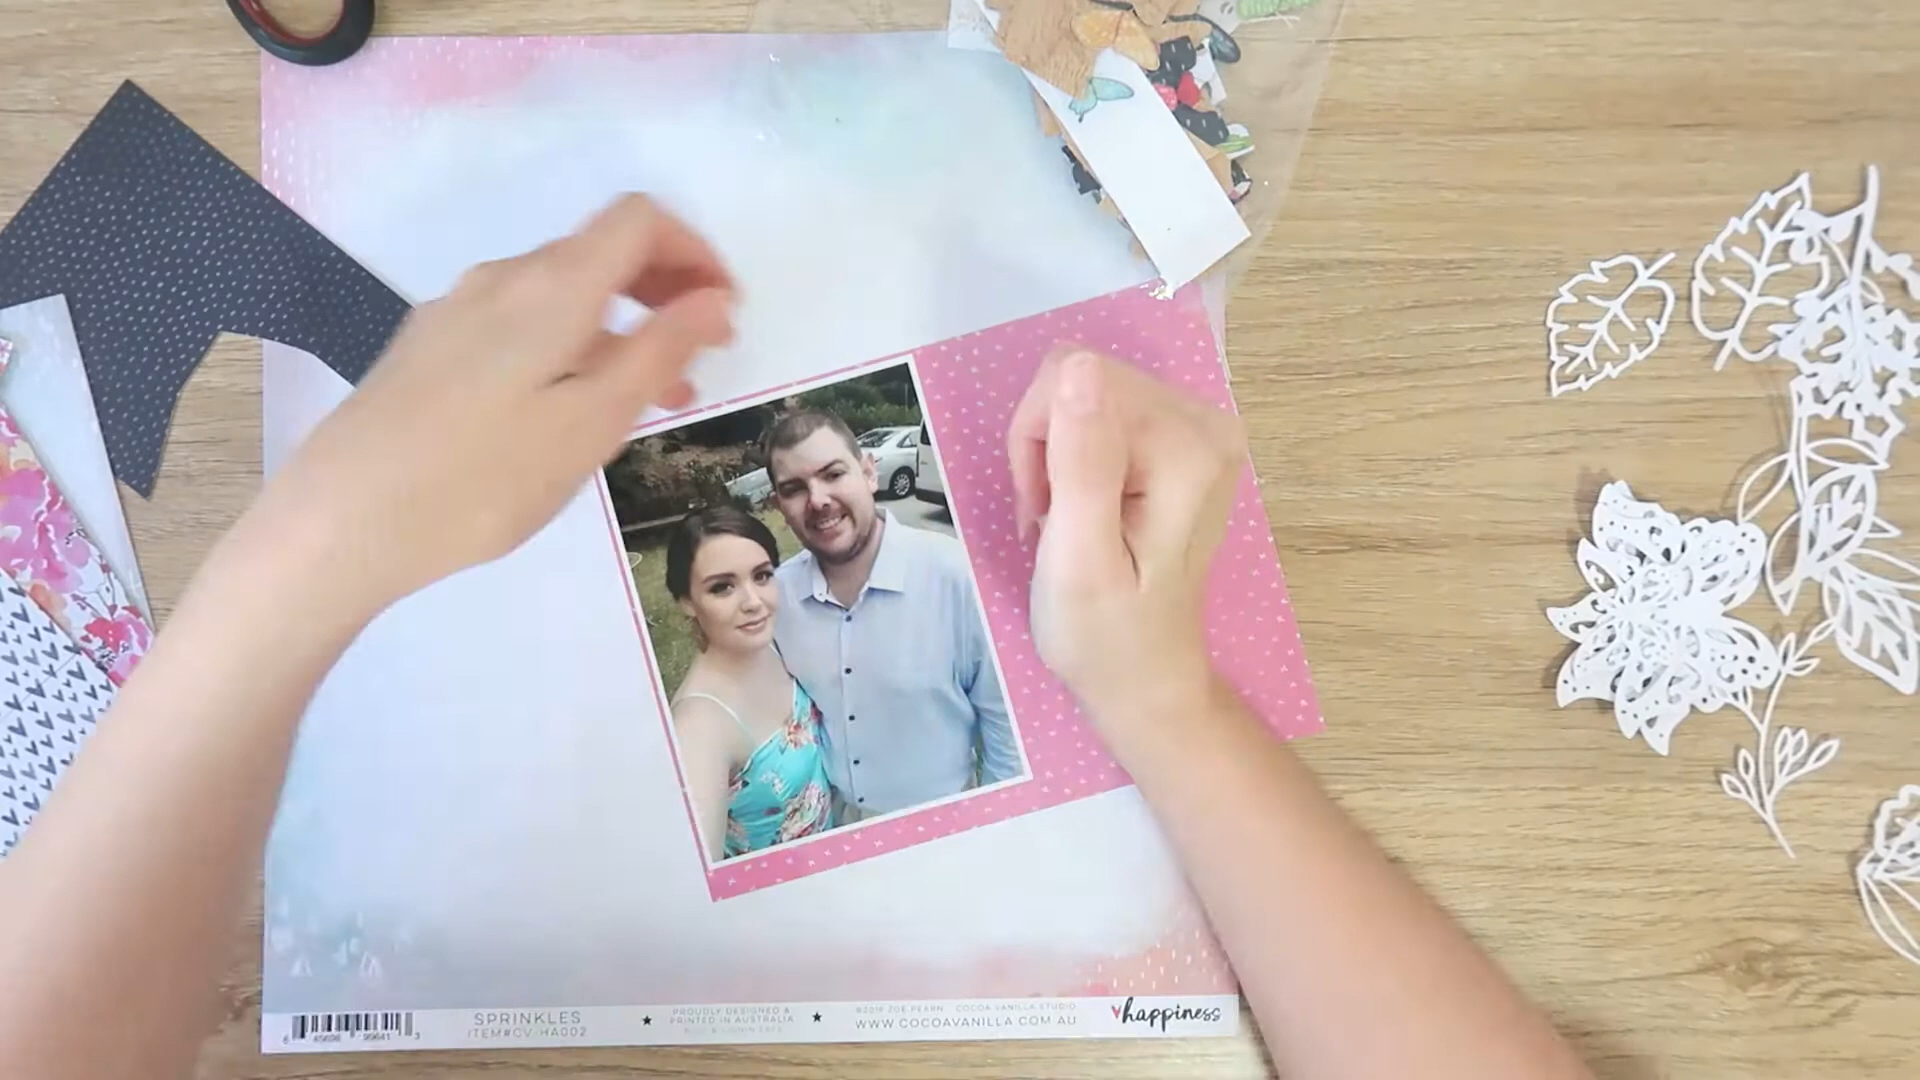 SPRINKLES
ITEM#CV-HA002
PROUDLY DESIGNED &
PRINTED IN AUSTRALIA
©2019 ZOE PEARN COCOA VANILLA STUDIO
WWW.COCOAVANILLA.COM.AU
happiness